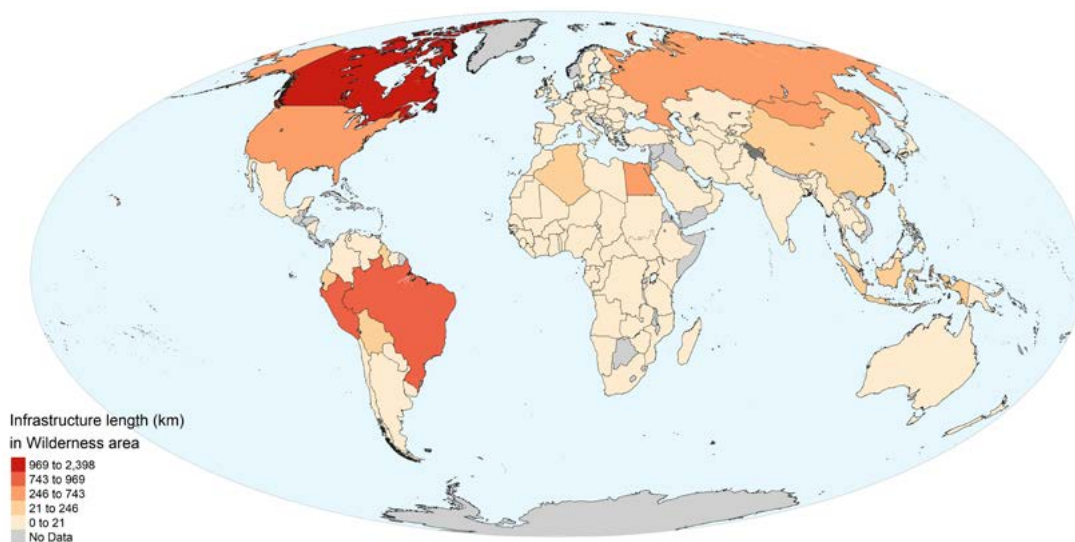 Infrastructure length (km)
in Wilderness area
969 to 2,398
743 to 969
246 to 743
21 to 246
0 to 21
No Data